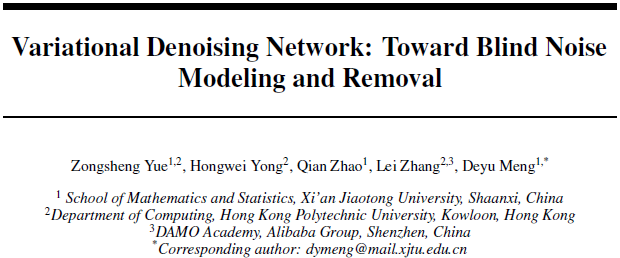 Variational Denoising Network: Toward Blind Noise
Modeling and Removal
Zongsheng Yue1,2, Hongwei Yong2, Qian Zhao1, Lei Zhang2,3, Deyu Meng1,*
1 School of Mathematics and Statistics, Xi'an Jiaotong University, Shaanxi, China
2Department of Computing, Hong Kong Polytechnic University, Kowloon, Hong Kong
3DAMO Academy, Alibaba Group, Shenzhen, China
*Corresponding author: dymeng@mail.xjtu.edu.cn